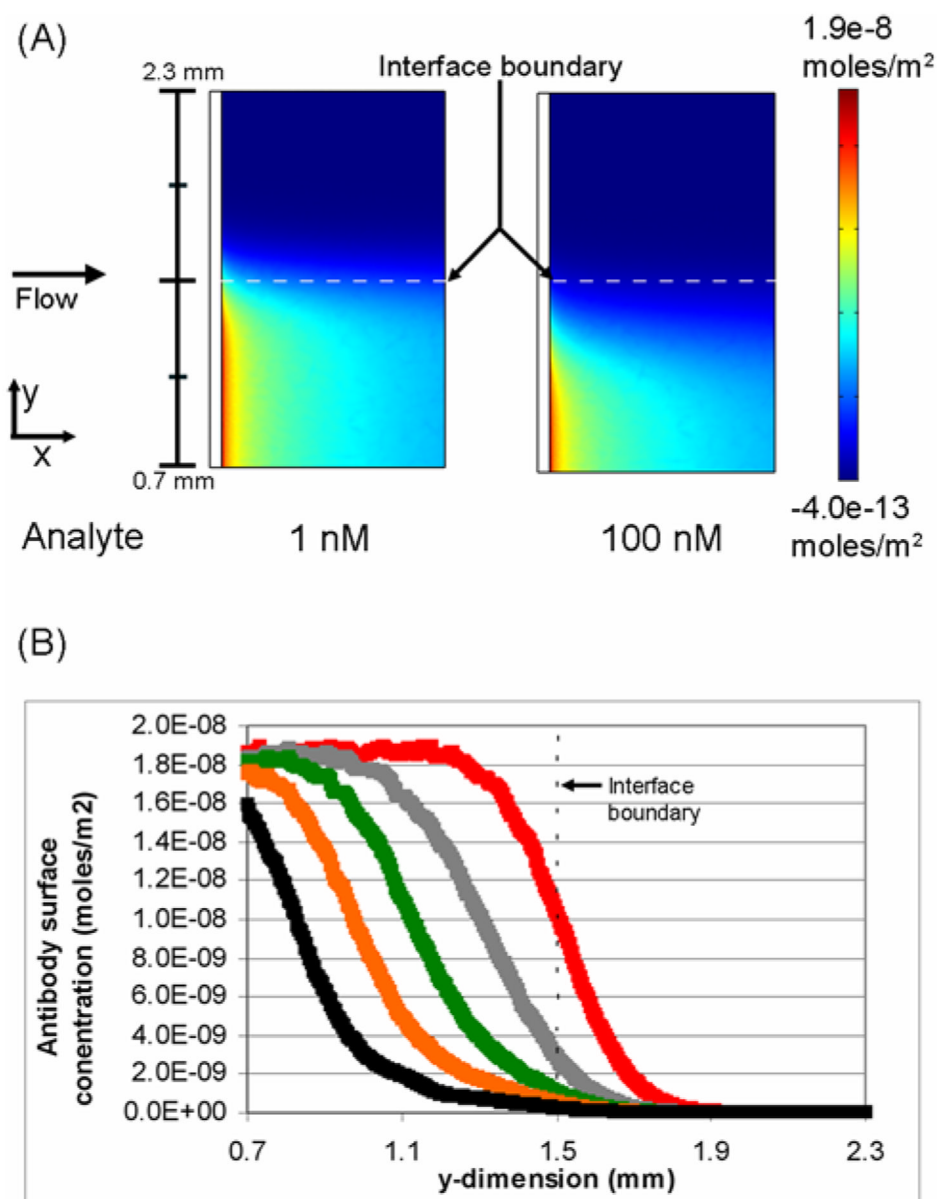 (A)
2.3 mm
Interface boundary
1.9e-8
moles/m²
Flow
y
x
0.7 mm
-4.0e-13
moles/m²
Analyte
1 nM
100 nM
(B)
Antibody surface
conentration (moles/m2)
2.0E-08
1.8E-08
1.6E-08
1.4E-08
1.2E-08
1.0E-08
8.0E-09
6.0E-09
4.0E-09
2.0E-09
0.0E+00
Interface
boundary
0.7
1.1
1.5
1.9
2.3
y-dimension (mm)